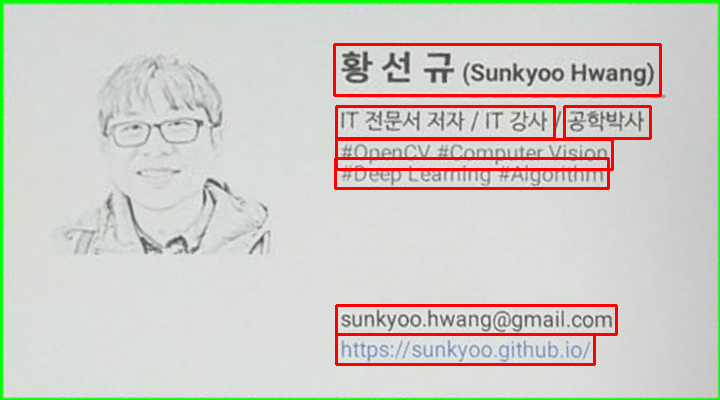 황 선 규 (Sunkyoo Hwang)
IT 전문서 저자 / IT 강사 / 공학박사
#OpenCV #Computer Vision
#Deep Learning #Algorithm
sunkyoo.hwang@gmail.com
https://sunkyoo.github.io/